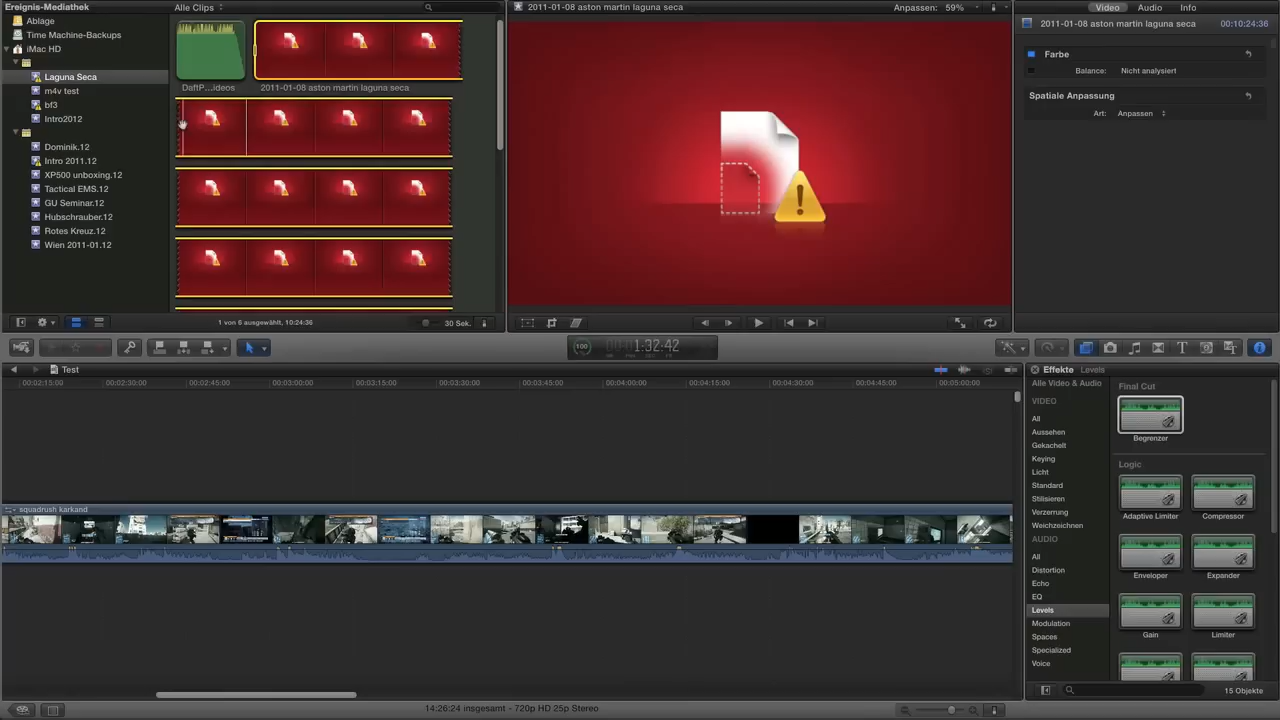 Ereignis-Mediathek
Ablage
Time Machine-Backups
iMac HD
Laguna Seca
m4v test
bf3
Intro2012
Dominik.12
Intro 2011.12
XP500 unboxing.12
Tactical EMS.12
GU Seminar.12
Hubschrauber.12
Rotes Kreuz.12
Wien 2011-01.12
Alle Clips
DaftP...ideos
2011-01-08 aston martin laguna seca
1 von 6 ausgewählt, 10:24:36
30 Sek.
2011-01-08 aston martin laguna seca
Anpassen: 59%
Video Audio Info
2011-01-08 aston martin laguna seca 00:10:24:36
Farbe
Balance: Nicht analysiert
Spatiale Anpassung
Art: Anpassen
100
1:32:42
Test
00:02:15:00 00:02:30:00 00:02:45:00 00:03:00:00 00:03:15:00 00:03:30:00 00:03:45:00 00:04:00:00 00:04:15:00 00:04:30:00 00:04:45:00 00:05:00:00
squadrush karkand
Effekte Levels
Alle Video & Audio
VIDEO
All
Aussehen
Gekachelt
Keying
Licht
Standard
Stilisieren
Verzerrung
Weichzeichnen
AUDIO
All
Distortion
Echo
EQ
Levels
Modulation
Spaces
Specialized
Voice
Final Cut
Begrenzer
Logic
Adaptive Limiter
Compressor
Enveloper
Expander
Gain
Limiter
15 Objekte
14:26:24 insgesamt - 720p HD 25p Stereo